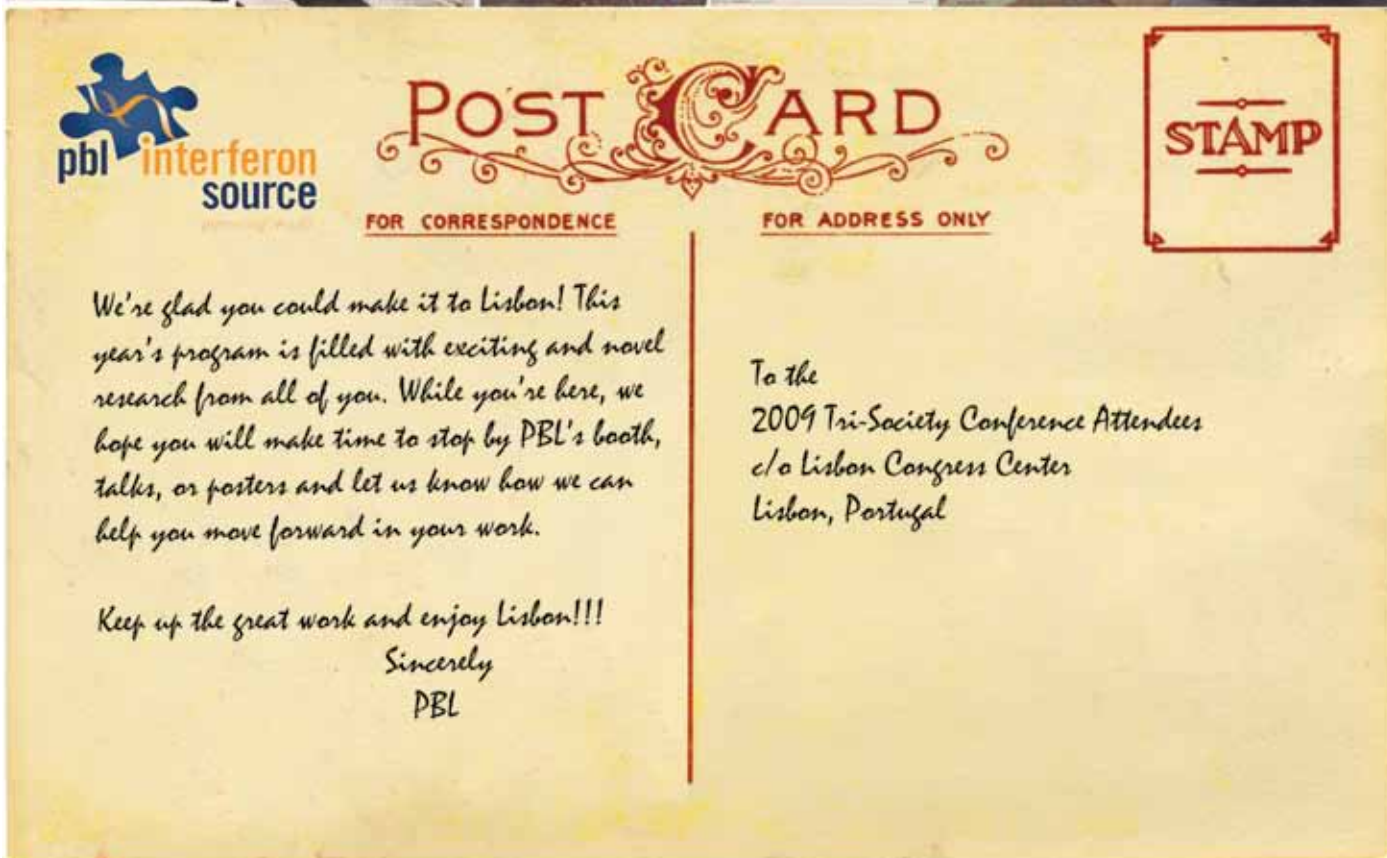 pbl interferon
source
POST CARD
STAMP
FOR CORRESPONDENCE
FOR ADDRESS ONLY
We're glad you could make it to Lisbon! This
year's program is filled with exciting and novel
research from all of you. While you're here, we
hope you will make time to stop by PBL's booth,
talks, or posters and let us know how we can
help you move forward in your work.
Keep up the great work and enjoy Lisbon!!!
Sincerely
PBL
To the
2009 Tri-Society Conference Attendees
c/o Lisbon Congress Center
Lisbon, Portugal